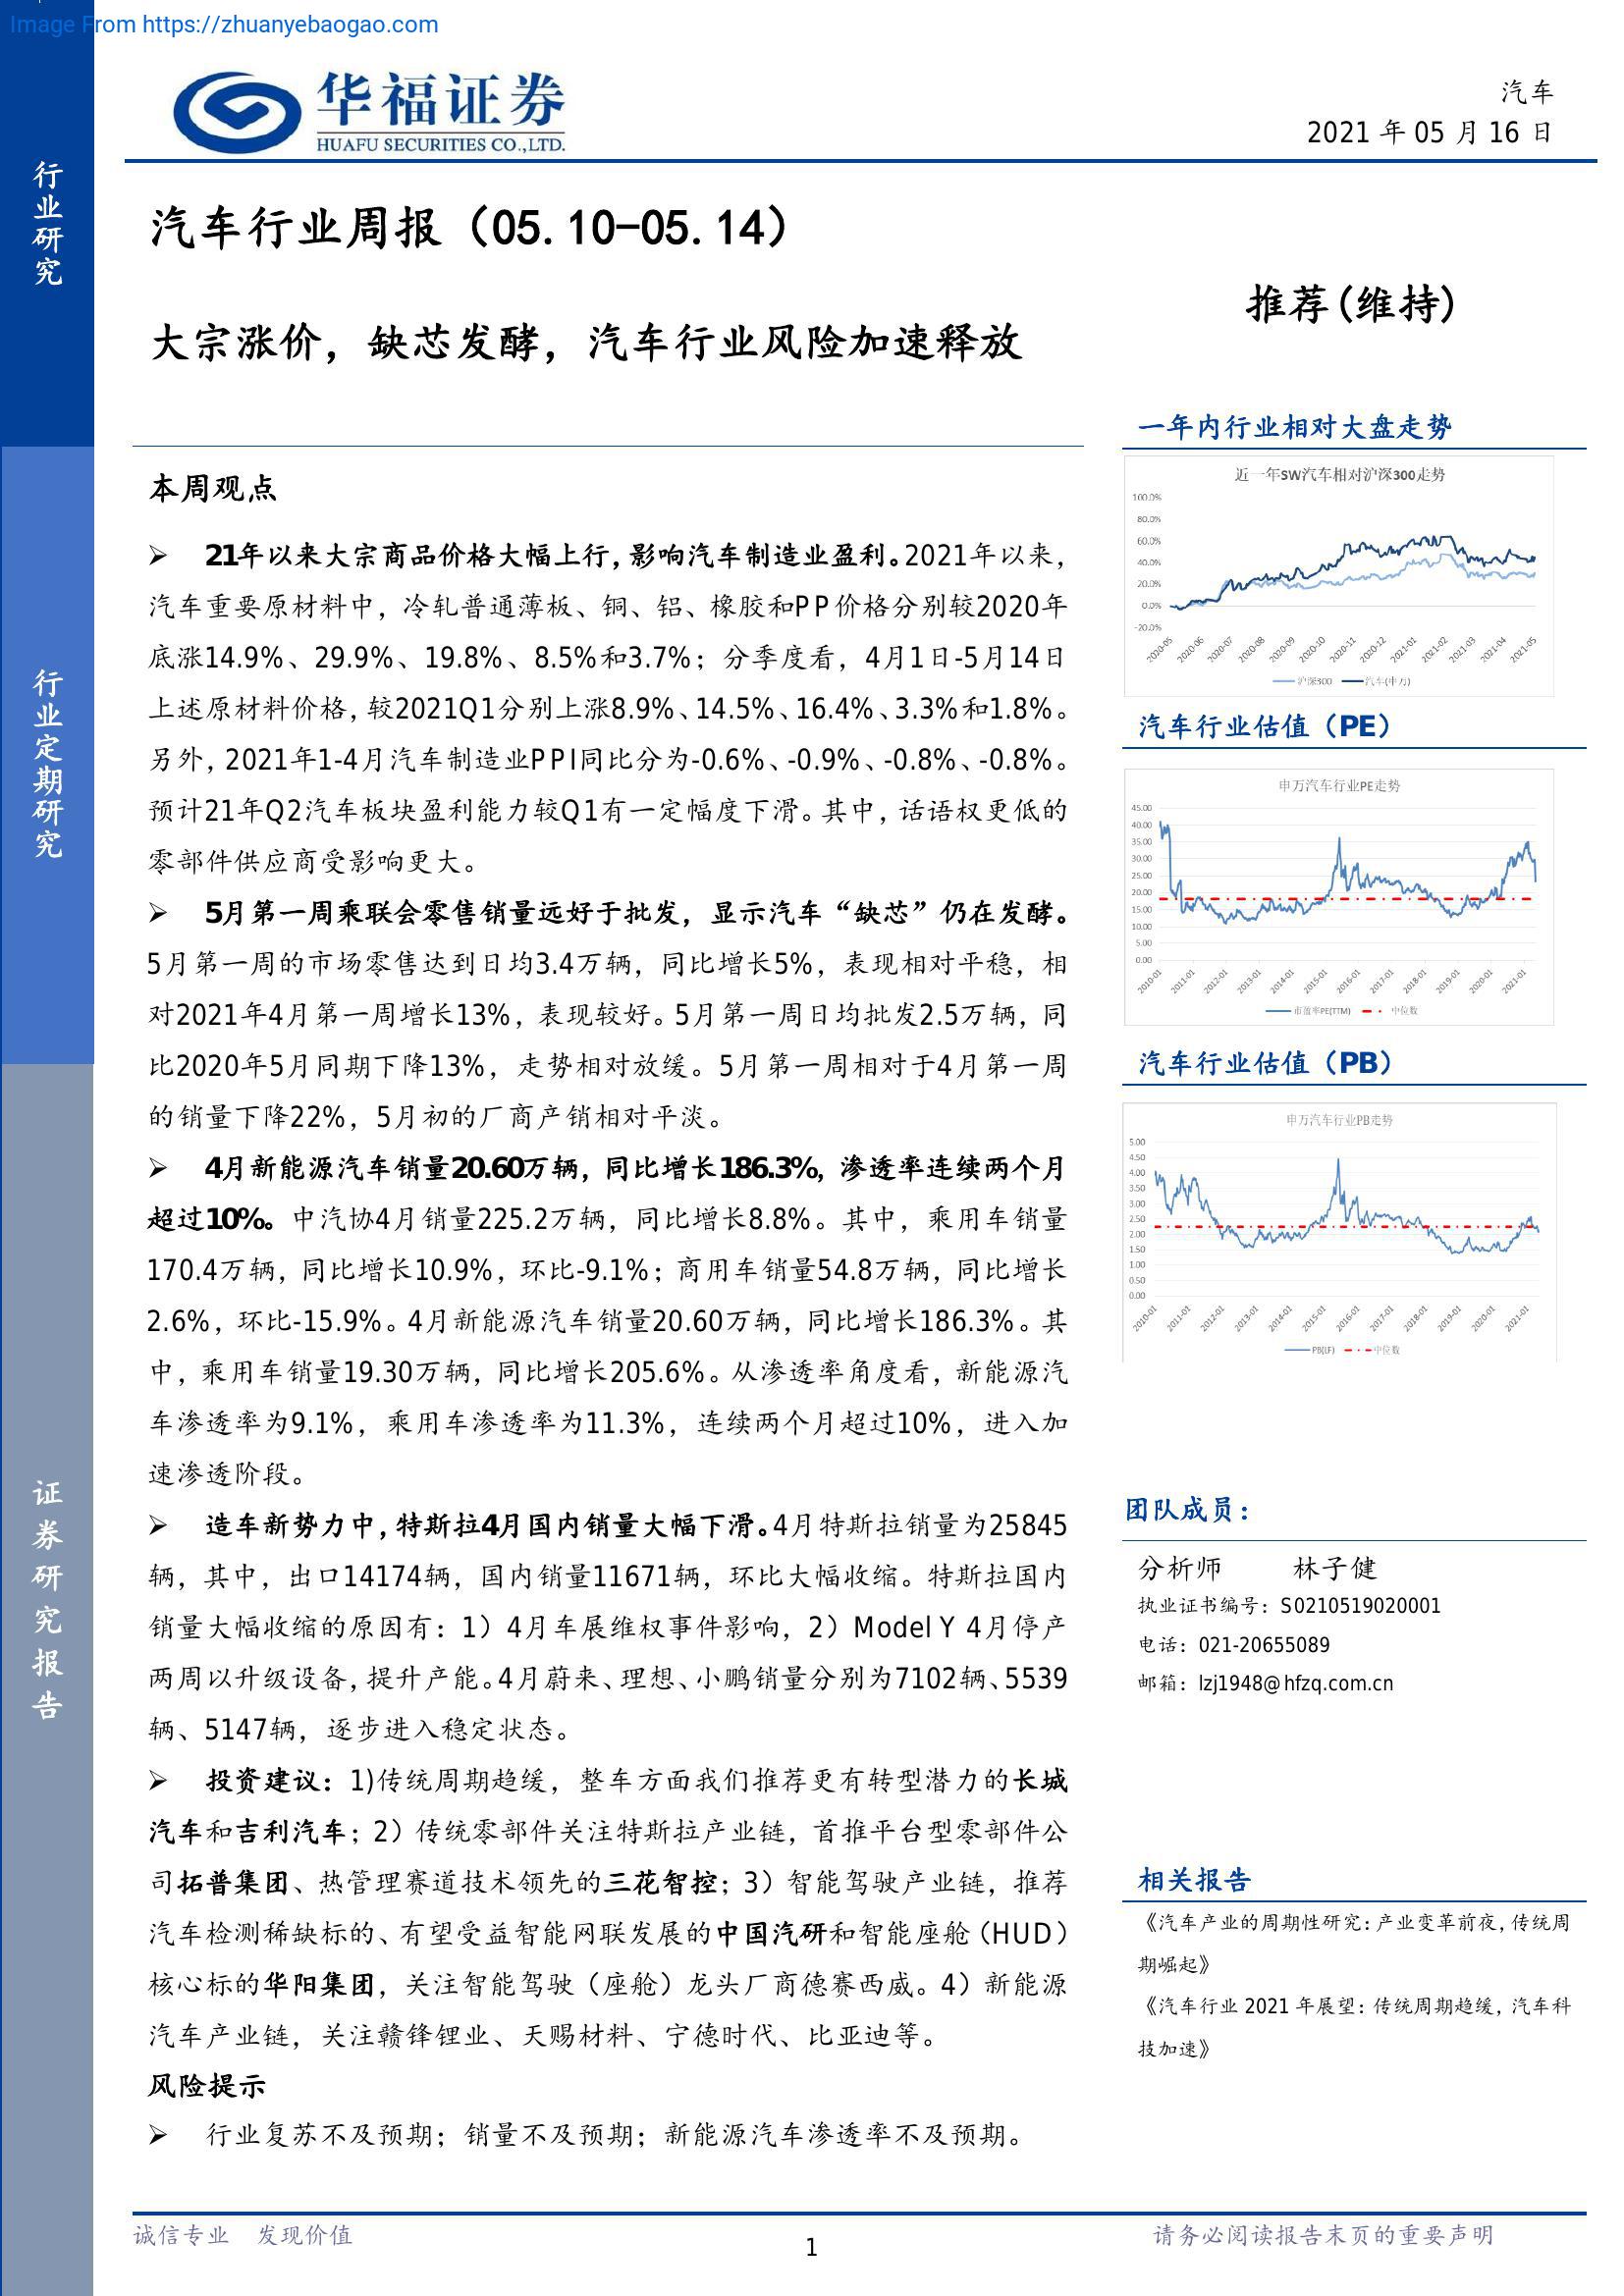 Image From https://zhuanyebaogao.com
华福证券
HUAFU SECURITIES CO.,LTD.
汽车
2021 年 05 月 16 日
行业研究
行业定期研究
证券研究报告
汽车行业周报（05.10-05.14）
大宗涨价，缺芯发酵，汽车行业风险加速释放
推荐(维持)
本周观点
➢ 21年以来大宗商品价格大幅上行，影响汽车制造业盈利。2021年以来，
汽车重要原材料中，冷轧普通薄板、铜、铝、橡胶和PP价格分别较2020年
底涨14.9%、29.9%、19.8%、8.5%和3.7%；分季度看，4月1日-5月14日
上述原材料价格，较2021Q1分别上涨8.9%、14.5%、16.4%、3.3%和1.8%。
另外，2021年1-4月汽车制造业PPI同比分为-0.6%、-0.9%、-0.8%、-0.8%。
预计21年Q2汽车板块盈利能力较Q1有一定幅度下滑。其中，话语权更低的
零部件供应商受影响更大。
➢ 5月第一周乘联会零售销量远好于批发，显示汽车“缺芯”仍在发酵。
5月第一周的市场零售达到日均3.4万辆，同比增长5%，表现相对平稳，相
对2021年4月第一周增长13%，表现较好。5月第一周日均批发2.5万辆，同
比2020年5月同期下降13%，走势相对放缓。5月第一周相对于4月第一周
的销量下降22%，5月初的厂商产销相对平淡。
➢ 4月新能源汽车销量20.60万辆，同比增长186.3%，渗透率连续两个月
超过10%。中汽协4月销量225.2万辆，同比增长8.8%。其中，乘用车销量
170.4万辆，同比增长10.9%，环比-9.1%；商用车销量54.8万辆，同比增长
2.6%，环比-15.9%。4月新能源汽车销量20.60万辆，同比增长186.3%。其
中，乘用车销量19.30万辆，同比增长205.6%。从渗透率角度看，新能源汽
车渗透率为9.1%，乘用车渗透率为11.3%，连续两个月超过10%，进入加
速渗透阶段。
➢ 造车新势力中，特斯拉4月国内销量大幅下滑。4月特斯拉销量为25845
辆，其中，出口14174辆，国内销量11671辆，环比大幅收缩。特斯拉国内
销量大幅收缩的原因有：1）4月车展维权事件影响，2）Model Y 4月停产
两周以升级设备，提升产能。4月蔚来、理想、小鹏销量分别为7102辆、5539
辆、5147辆，逐步进入稳定状态。
➢ 投资建议：1)传统周期趋缓，整车方面我们推荐更有转型潜力的长城
汽车和吉利汽车；2）传统零部件关注特斯拉产业链，首推平台型零部件公
司拓普集团、热管理赛道技术领先的三花智控；3）智能驾驶产业链，推荐
汽车检测稀缺标的、有望受益智能网联发展的中国汽研和智能座舱（HUD）
核心标的华阳集团，关注智能驾驶（座舱）龙头厂商德赛西威。4）新能源
汽车产业链，关注赣锋锂业、天赐材料、宁德时代、比亚迪等。
风险提示
➢ 行业复苏不及预期；销量不及预期；新能源汽车渗透率不及预期。
一年内行业相对大盘走势
近一年SW汽车相对沪深300走势
100.0%
80.0%
60.0%
40.0%
20.0%
0.0%
-20.0%
2020-05 2020-06 2020-07 2020-08 2020-09 2020-10 2020-11 2020-12 2021-01 2021-02 2021-03 2021-04 2021-05
沪深300 汽车(申万)
汽车行业估值（PE）
申万汽车行业PE走势
45.00
40.00
35.00
30.00
25.00
20.00
15.00
10.00
5.00
0.00
2010-01 2011-01 2012-01 2013-01 2014-01 2015-01 2016-01 2017-01 2018-01 2019-01 2020-01 2021-01
市盈率PE(TTM) 中位数
汽车行业估值（PB）
申万汽车行业PB走势
5.00
4.50
4.00
3.50
3.00
2.50
2.00
1.50
1.00
0.50
0.00
2010-01 2011-01 2012-01 2013-01 2014-01 2015-01 2016-01 2017-01 2018-01 2019-01 2020-01 2021-01
PB(LF) 中位数
团队成员：
分析师 林子健
执业证书编号：S0210519020001
电话：021-20655089
邮箱：lzj1948@hfzq.com.cn
相关报告
《汽车产业的周期性研究：产业变革前夜，传统周
期崛起》
《汽车行业 2021 年展望：传统周期趋缓，汽车科
技加速》
诚信专业 发现价值
1
请务必阅读报告末页的重要声明